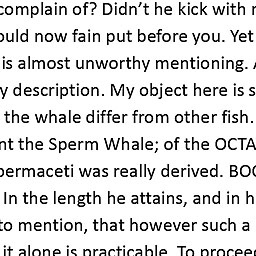 complain of? Didn’t he kick with
ould now fain put before you. Yet
is almost unworthy mentioning.
y description. My object here is s
the whale differ from other fish.
nt the Sperm Whale; of the OCTA
permaceti was really derived. BOO
In the length he attains, and in h
to mention, that however such a
it alone is practicable. To proceed